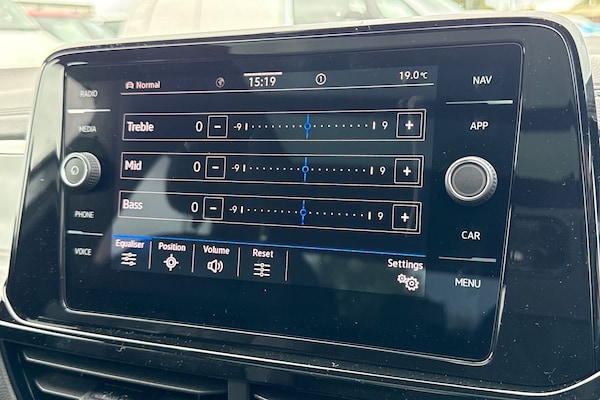 RADIO
MEDIA
PHONE
VOICE
Normal 15:19 19.0°C
Treble 0 − -9 9 +
Mid 0 − -9 9 +
Bass 0 − -9 9 +
Equaliser Position Volume Reset Settings
NAV
APP
CAR
MENU